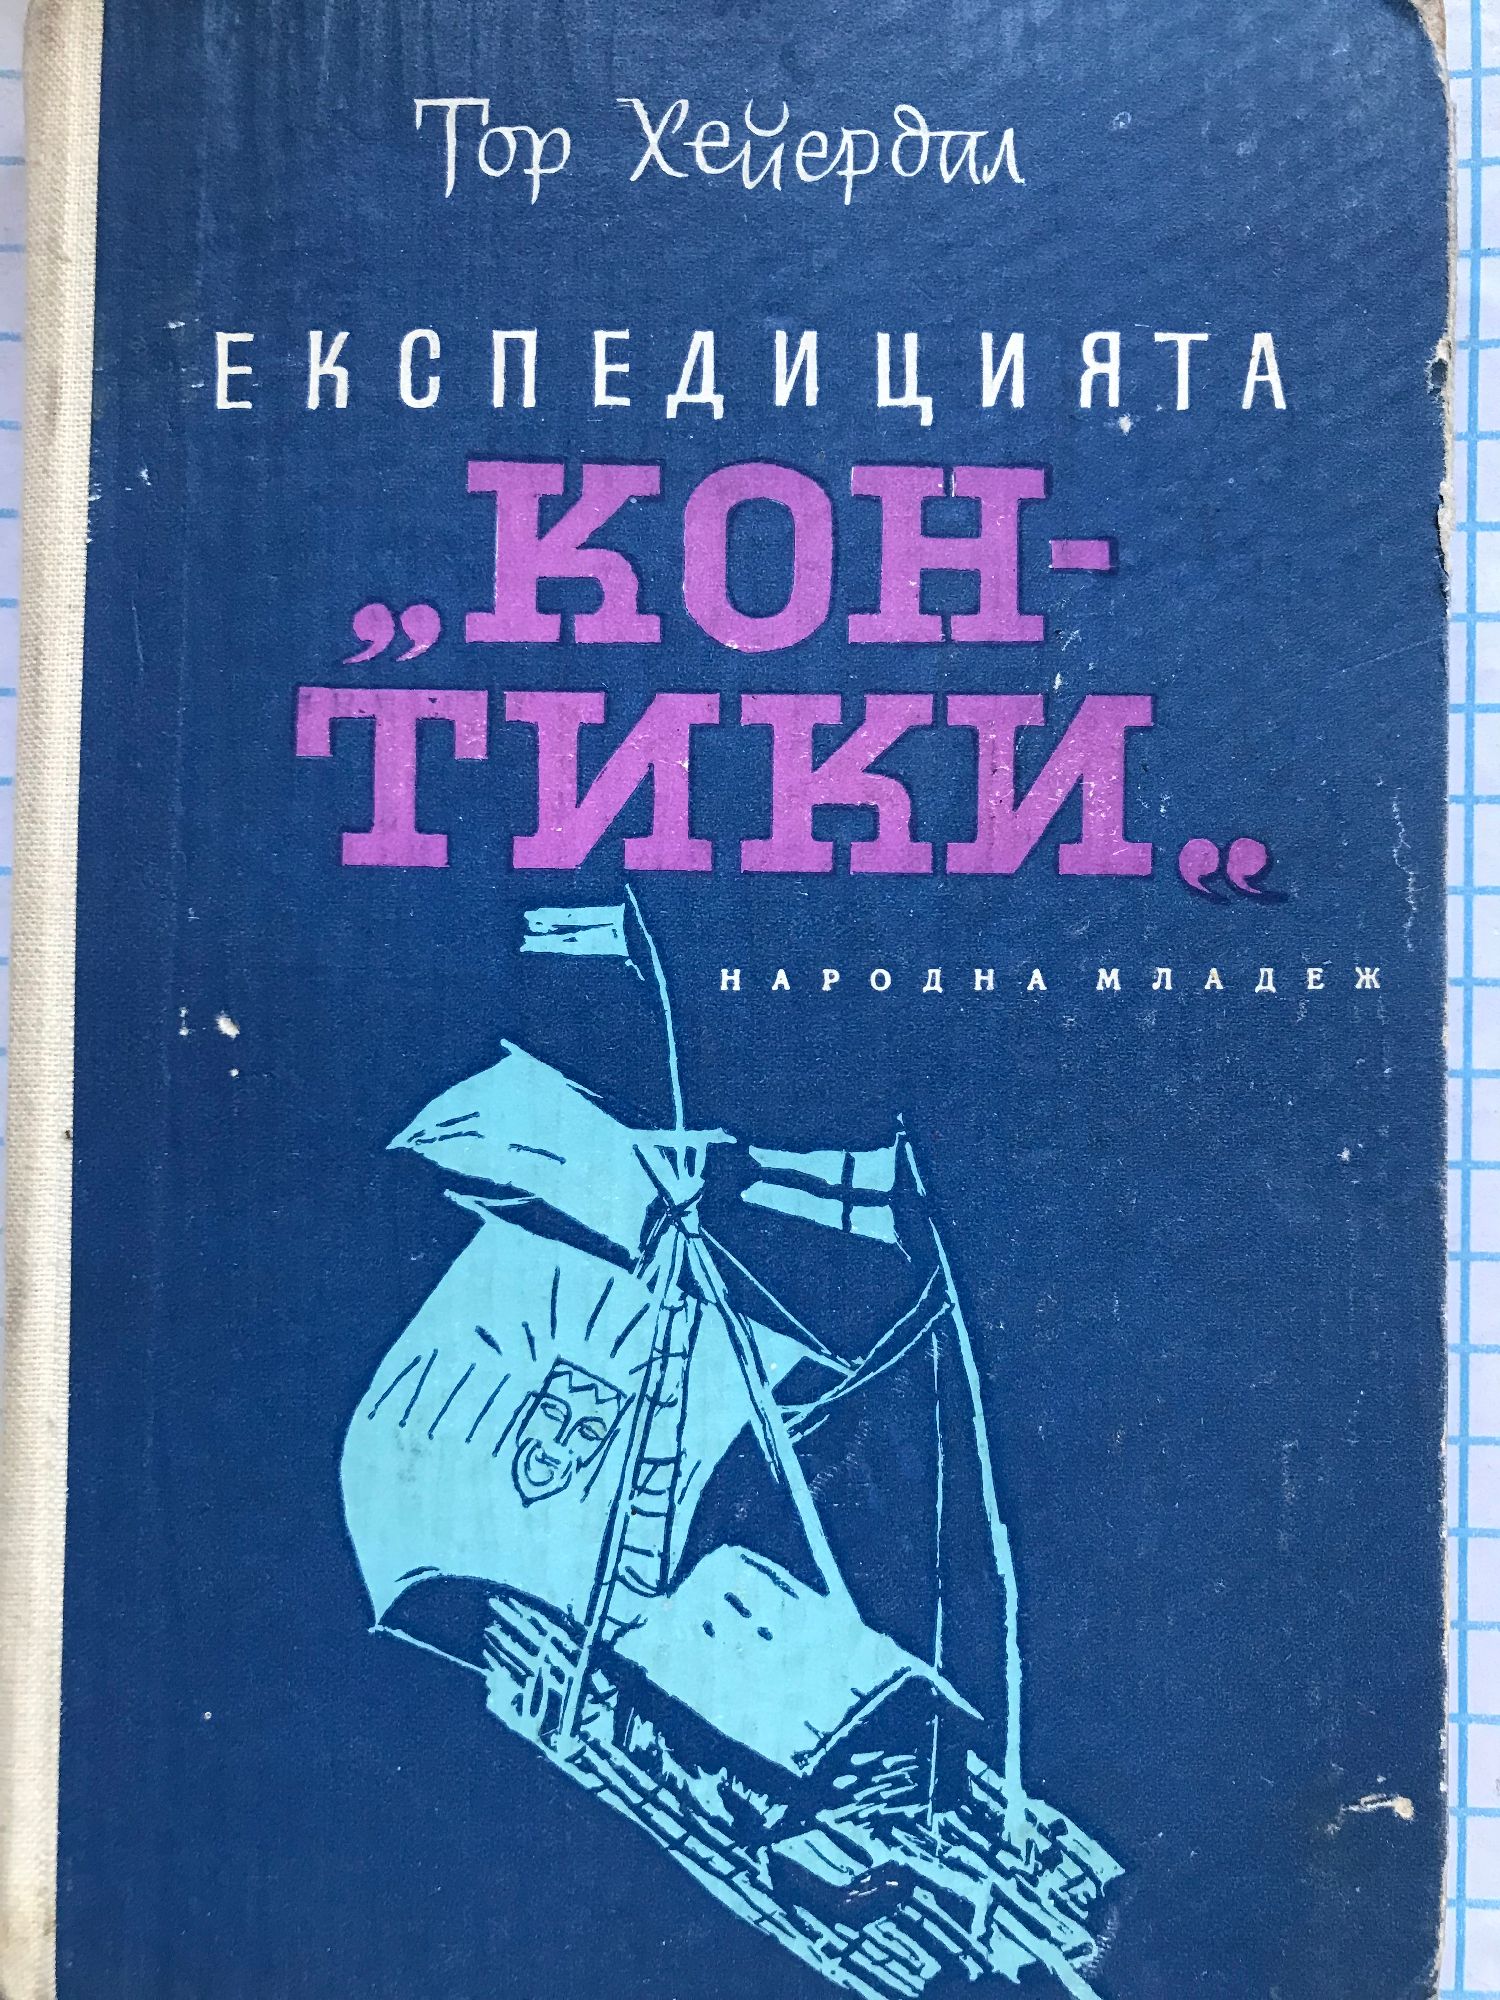 Тор Хейердал
ЕКСПЕДИЦИЯТА
„КОН-
ТИКИ“
НАРОДНА МЛАДЕЖ